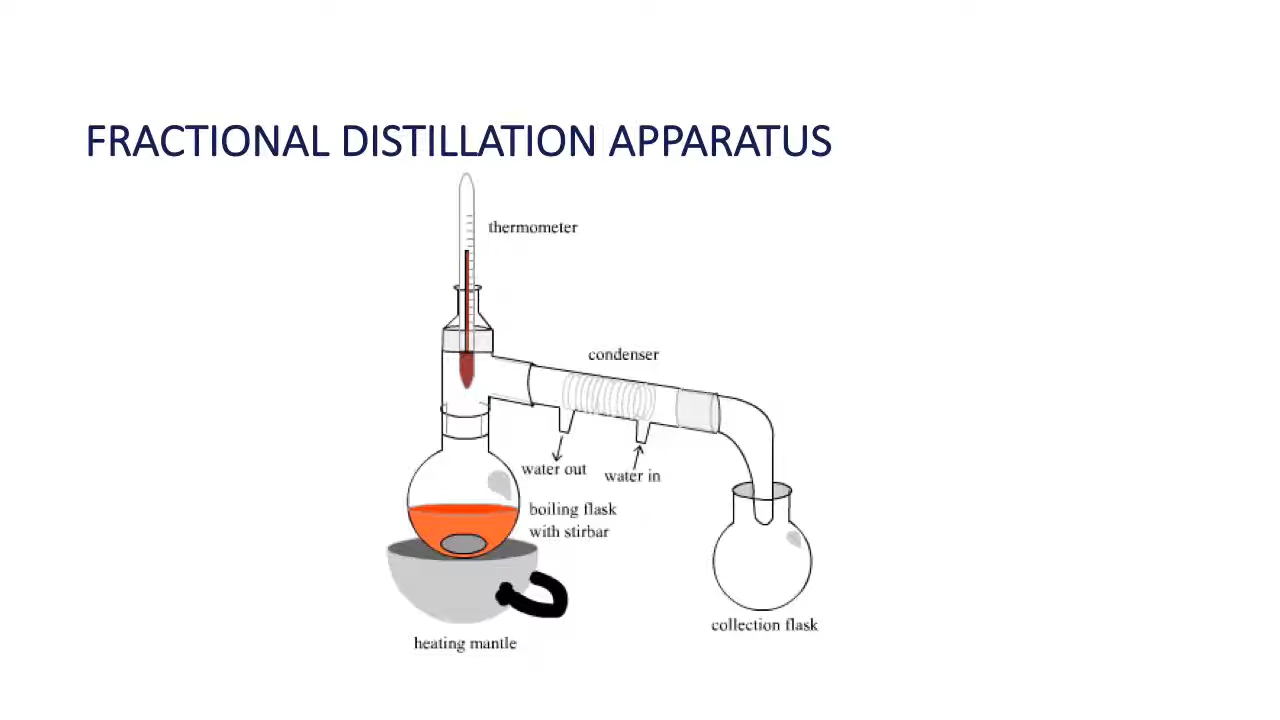 FRACTIONAL DISTILLATION APPARATUS
thermometer
condenser
water out
water in
boiling flask
with stirbar
collection flask
heating mantle